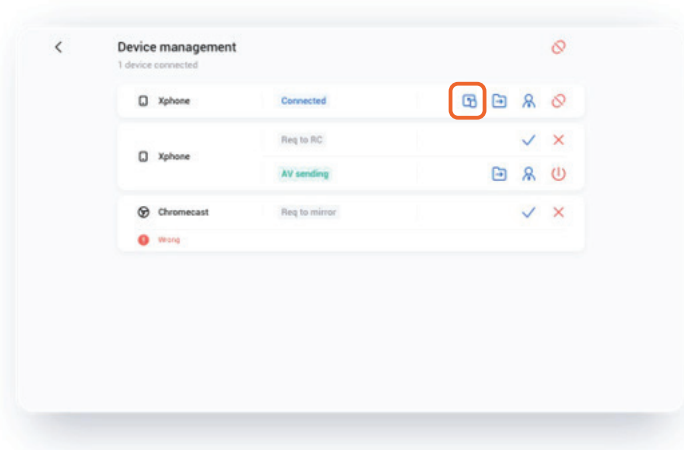 Device management
1 device connected
Xphone Connected
Req to RC
Xphone
AV sending
Chromecast Req to mirror
Wrong